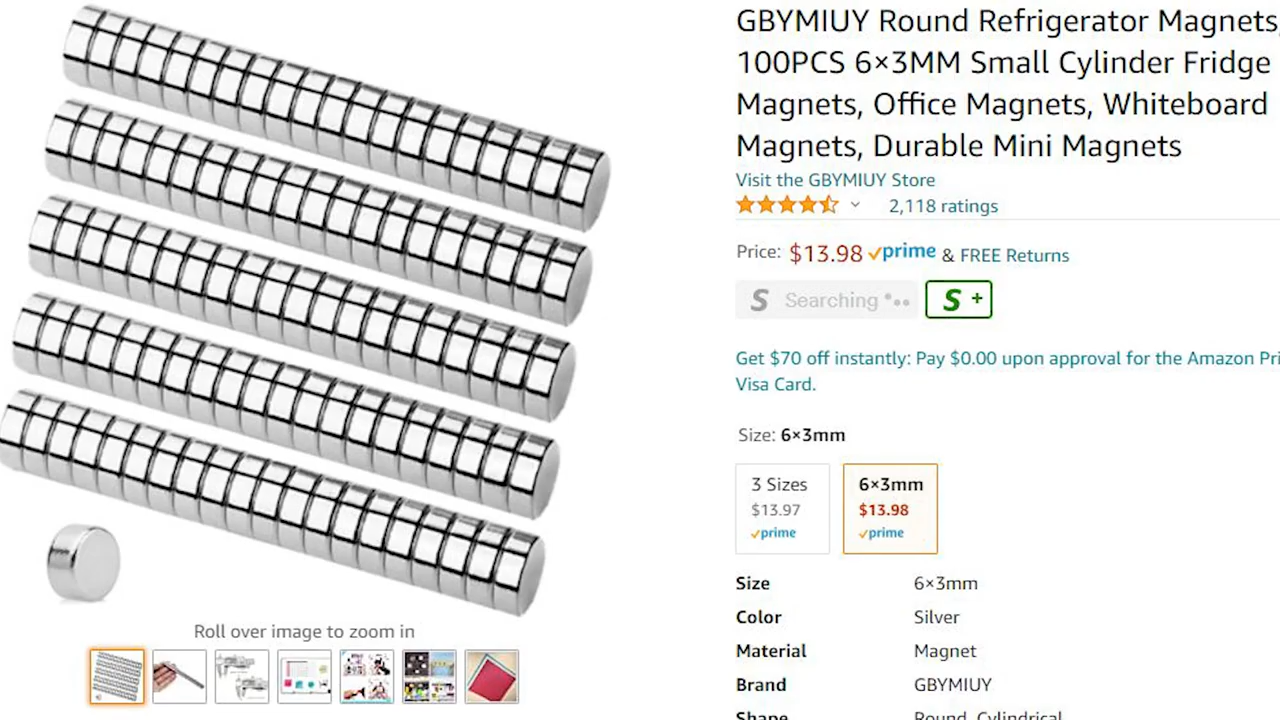 GBYMIUY Round Refrigerator Magnets,
100PCS 6×3MM Small Cylinder Fridge
Magnets, Office Magnets, Whiteboard
Magnets, Durable Mini Magnets
Visit the GBYMIUY Store
2,118 ratings
Price: $13.98 prime & FREE Returns
S Searching S +
Get $70 off instantly: Pay $0.00 upon approval for the Amazon Pri
Visa Card.
Size: 6×3mm
3 Sizes
$13.97
prime
6×3mm
$13.98
prime
Size 6×3mm
Color Silver
Material Magnet
Brand GBYMIUY
Shape Round, Cylindrical
Roll over image to zoom in